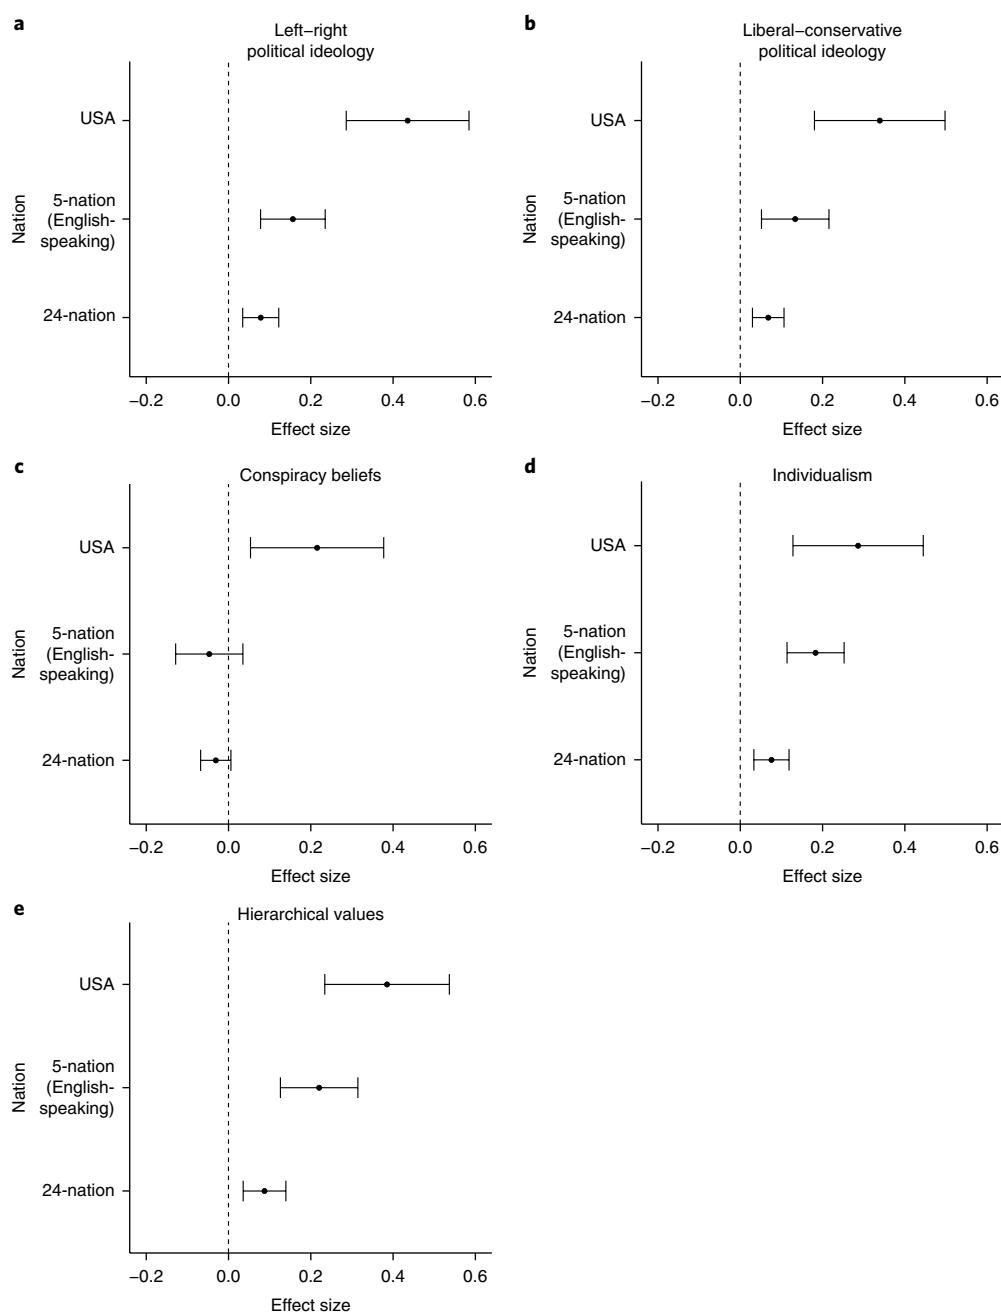 a
Left–right
political ideology
USA
5-nation
(English-
speaking)
24-nation
Nation
−0.2 0.0 0.2 0.4 0.6
Effect size
b
Liberal–conservative
political ideology
USA
5-nation
(English-
speaking)
24-nation
Nation
−0.2 0.0 0.2 0.4 0.6
Effect size
c
Conspiracy beliefs
USA
5-nation
(English-
speaking)
24-nation
Nation
−0.2 0.0 0.2 0.4 0.6
Effect size
d
Individualism
USA
5-nation
(English-
speaking)
24-nation
Nation
−0.2 0.0 0.2 0.4 0.6
Effect size
e
Hierarchical values
USA
5-nation
(English-
speaking)
24-nation
Nation
−0.2 0.0 0.2 0.4 0.6
Effect size